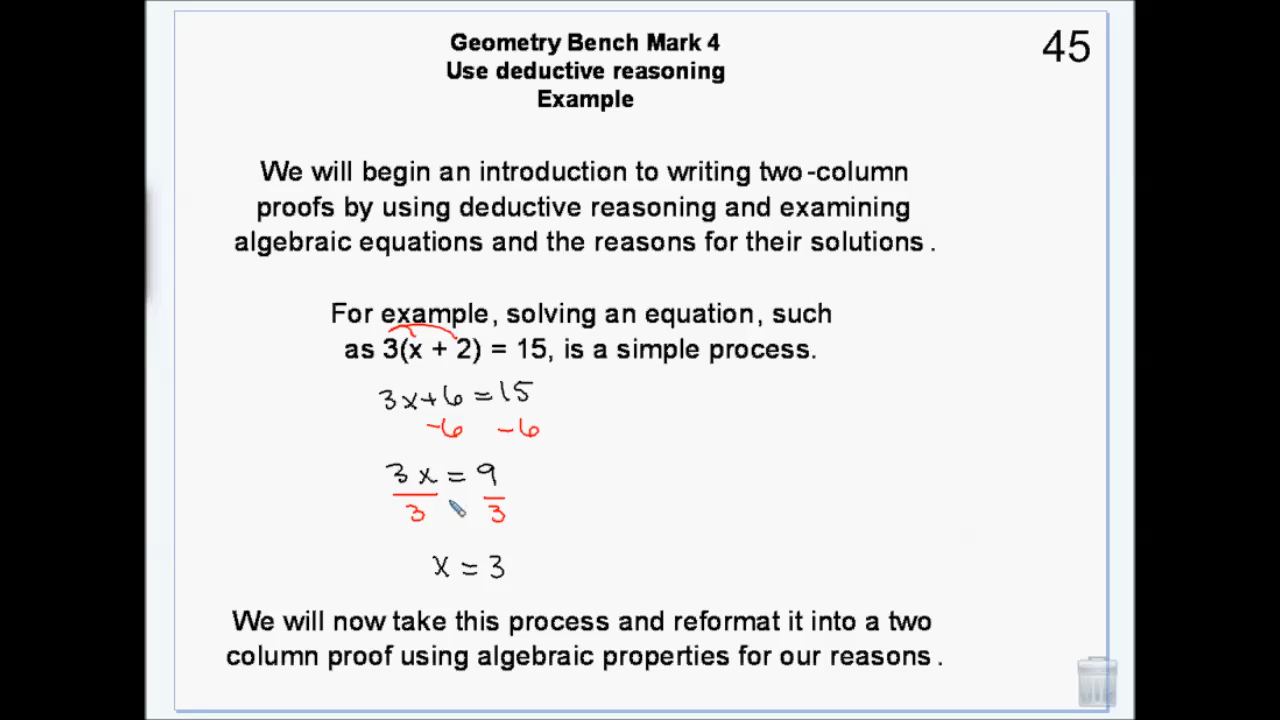 Geometry Bench Mark 4
45
Use deductive reasoning
Example
We will begin an introduction to writing two-column
proofs by using deductive reasoning and examining
algebraic equations and the reasons for their solutions.
For example, solving an equation, such
as 3(x + 2) = 15, is a simple process.
3x+6=15
-6 -6
3x = 9
3 3
x = 3
We will now take this process and reformat it into a two
column proof using algebraic properties for our reasons.